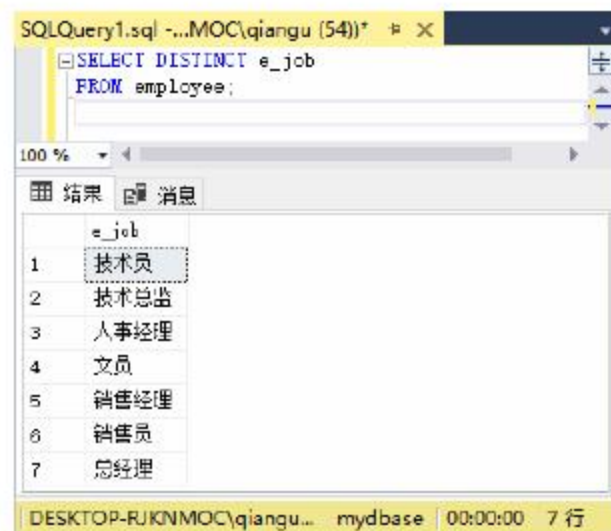 SQLQuery1.sql -...MOC\qiangu (54))*
SELECT DISTINCT e_job
FROM employee;
100 %
结果 消息
e_job
1 技术员
2 技术总监
3 人事经理
4 文员
5 销售经理
6 销售员
7 总经理
DESKTOP-RJKNMOC\qiangu... mydbase 00:00:00 7 行